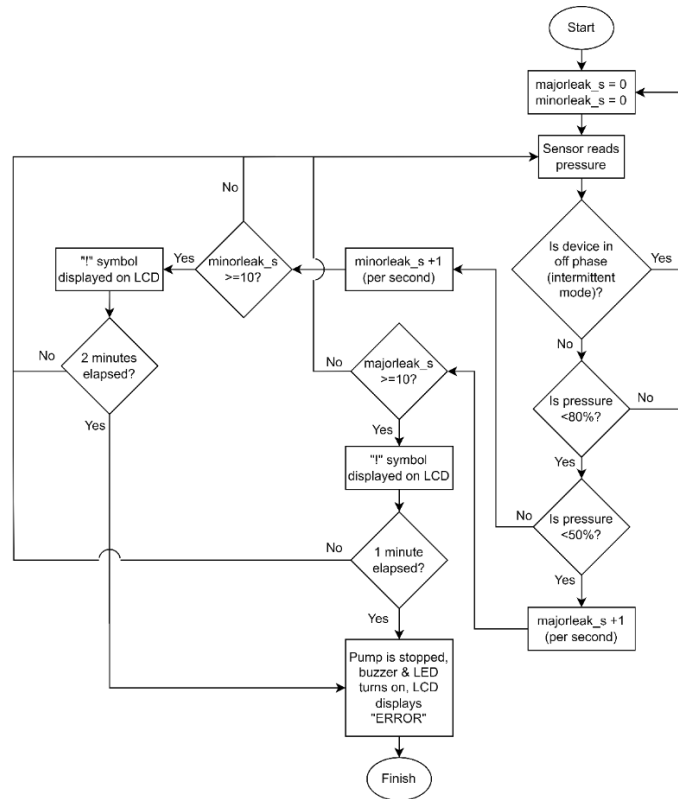 Start
majorleak_s = 0
minorleak_s = 0
Sensor reads
pressure
No
Is device in
off phase
(intermittent
mode)?
Yes
No
"!" symbol
displayed on LCD
Yes
minorleak_s
>=10?
minorleak_s +1
(per second)
No
2 minutes
elapsed?
Yes
No
majorleak_s
>=10?
Yes
Is pressure
<80%?
No
Yes
"!" symbol
displayed on LCD
No
Is pressure
<50%?
Yes
No
1 minute
elapsed?
Yes
majorleak_s +1
(per second)
Pump is stopped,
buzzer & LED
turns on, LCD
displays
"ERROR"
Finish